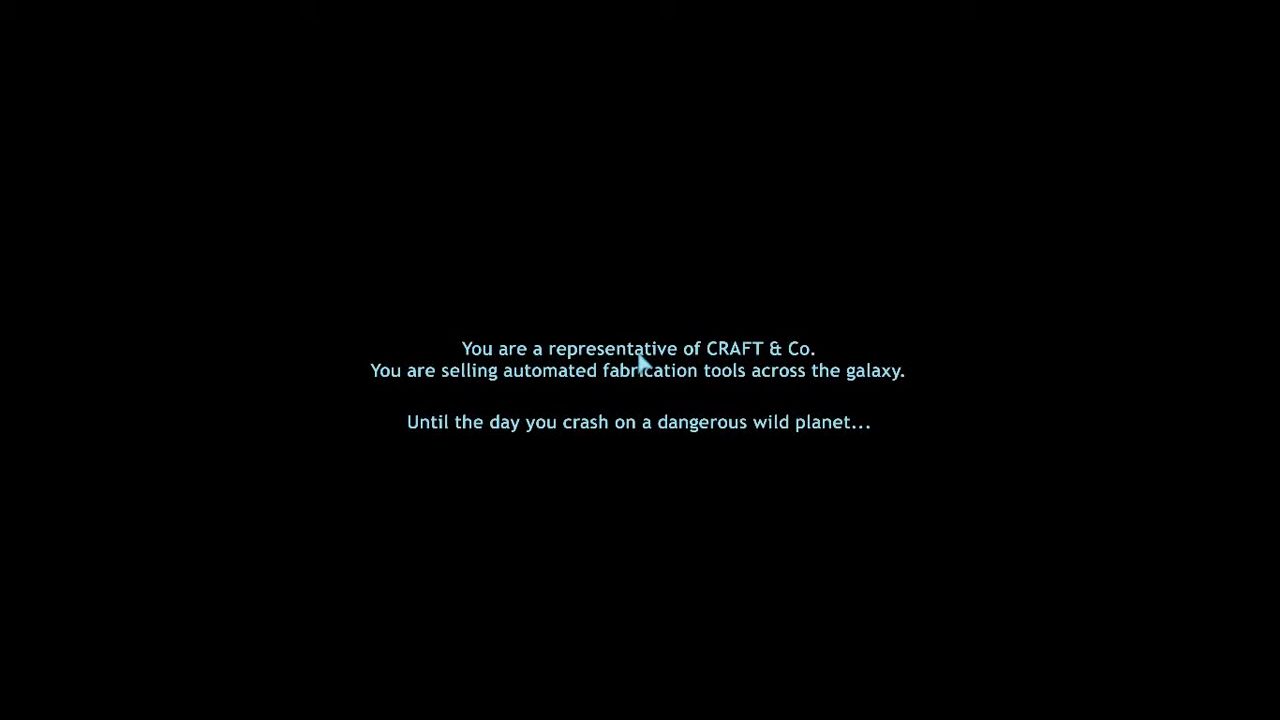 You are a representative of CRAFT & Co.
You are selling automated fabrication tools across the galaxy.
Until the day you crash on a dangerous wild planet...